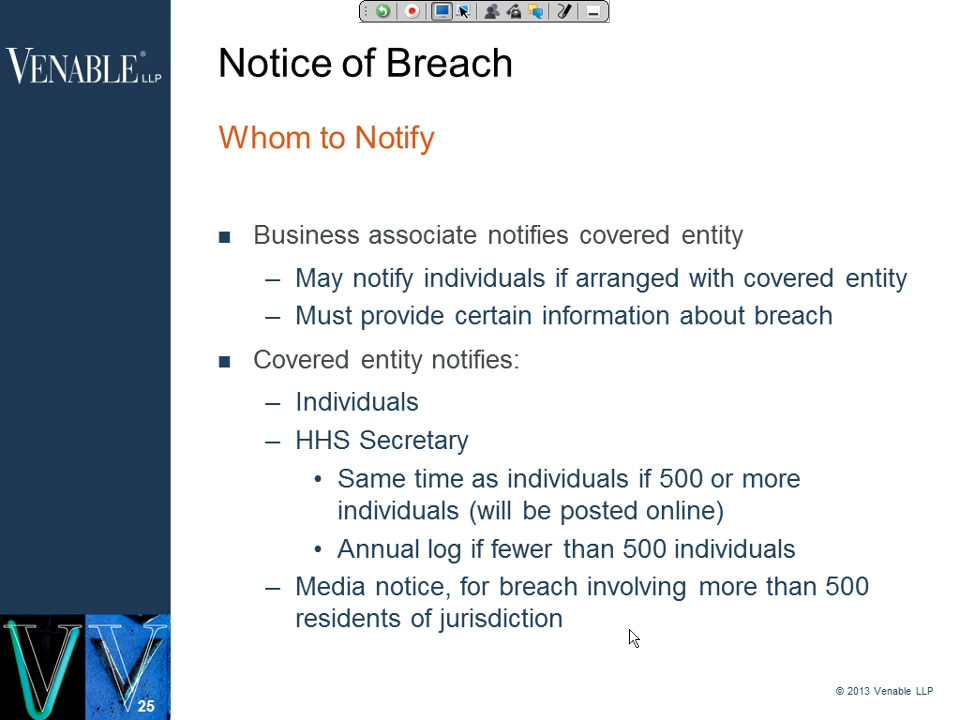 VENABLE® LLP
Notice of Breach
Whom to Notify
■ Business associate notifies covered entity
– May notify individuals if arranged with covered entity
– Must provide certain information about breach
■ Covered entity notifies:
– Individuals
– HHS Secretary
• Same time as individuals if 500 or more
individuals (will be posted online)
• Annual log if fewer than 500 individuals
– Media notice, for breach involving more than 500
residents of jurisdiction
V V
25
© 2013 Venable LLP